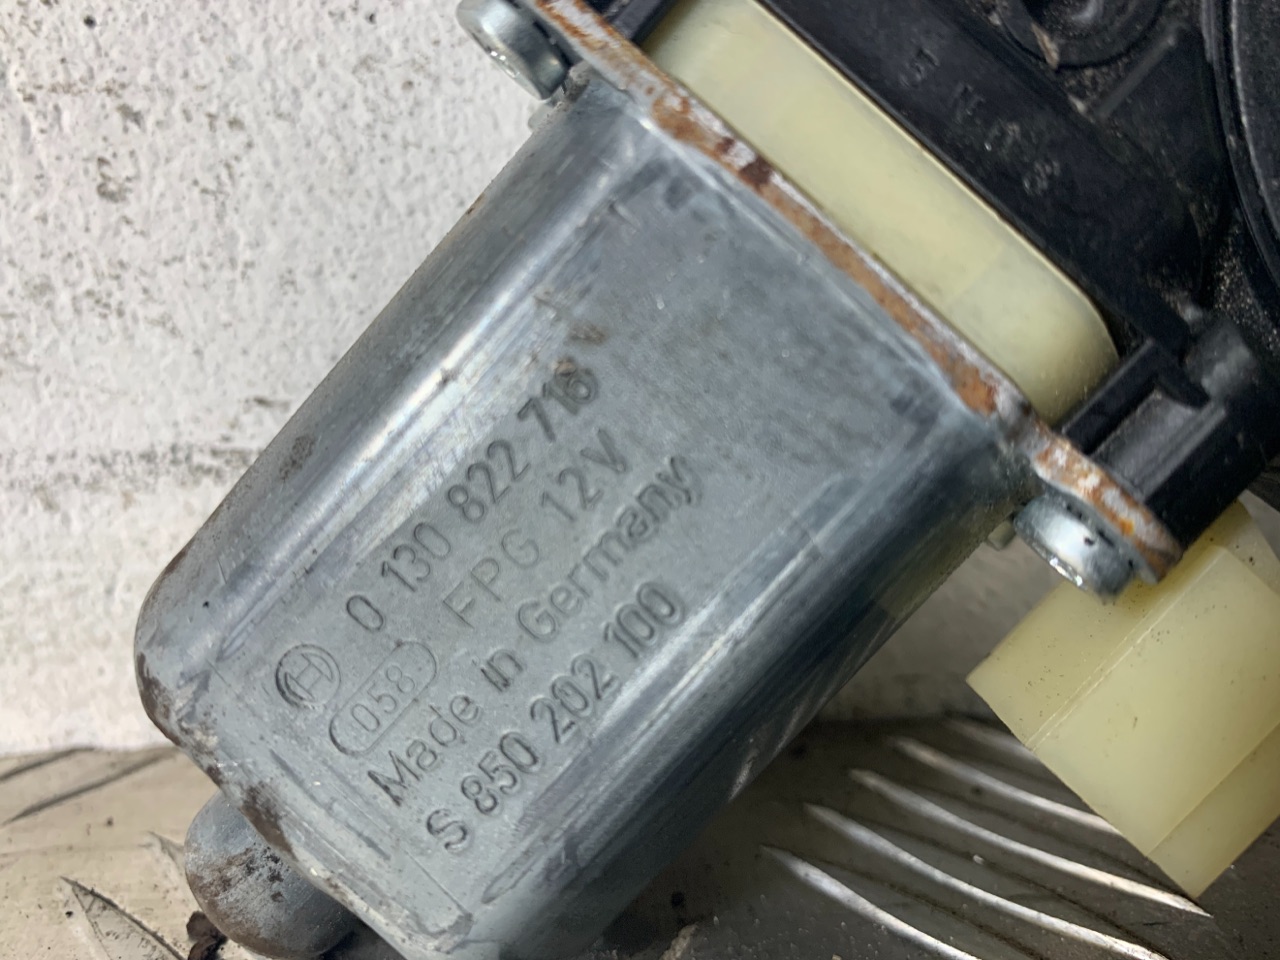 0 130 822 716
FPG 12V
058
Made in Germany
S 850 202 100